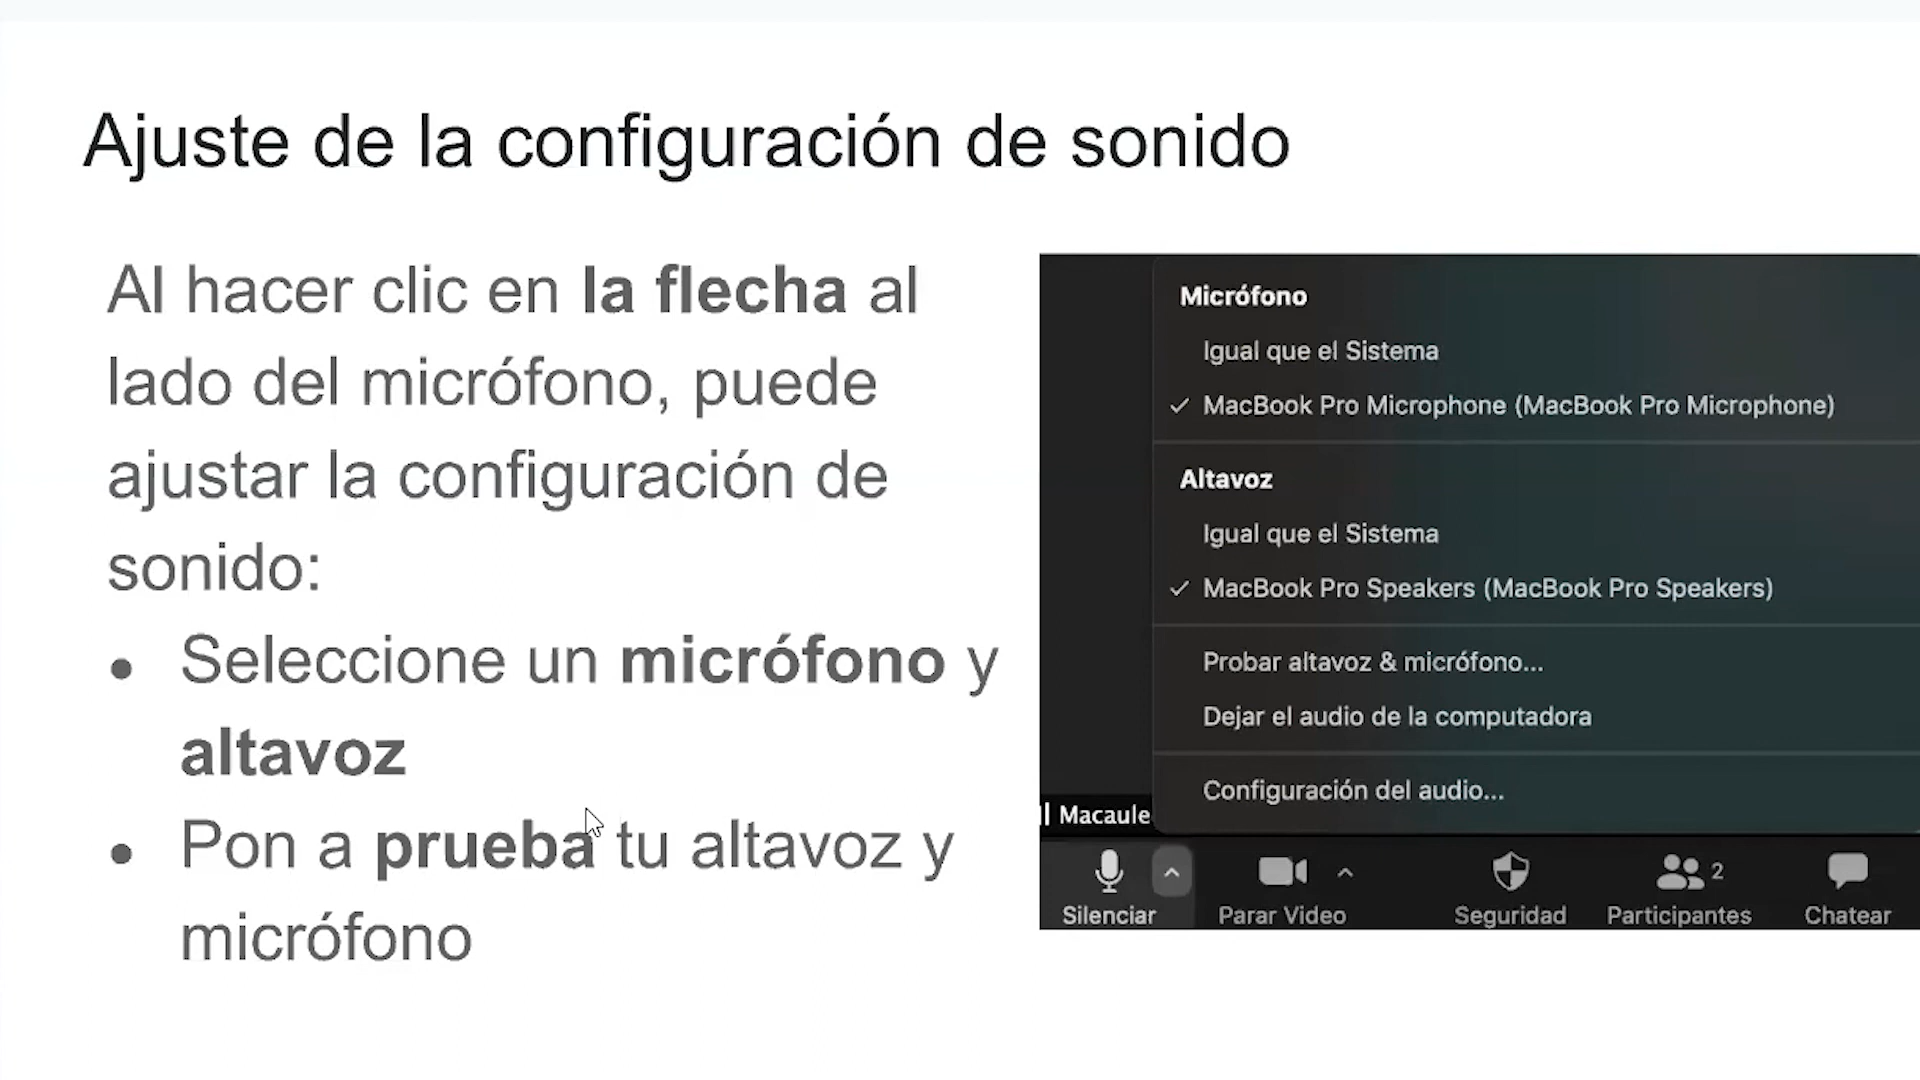 Ajuste de la configuración de sonido
Al hacer clic en la flecha al
lado del micrófono, puede
ajustar la configuración de
sonido:
• Seleccione un micrófono y
altavoz
• Pon a prueba tu altavoz y
micrófono
Micrófono
Igual que el Sistema
✓ MacBook Pro Microphone (MacBook Pro Microphone)
Altavoz
Igual que el Sistema
✓ MacBook Pro Speakers (MacBook Pro Speakers)
Probar altavoz & micrófono...
Dejar el audio de la computadora
Configuración del audio...
Macaule
2
Silenciar Parar Video Seguridad Participantes Chatear